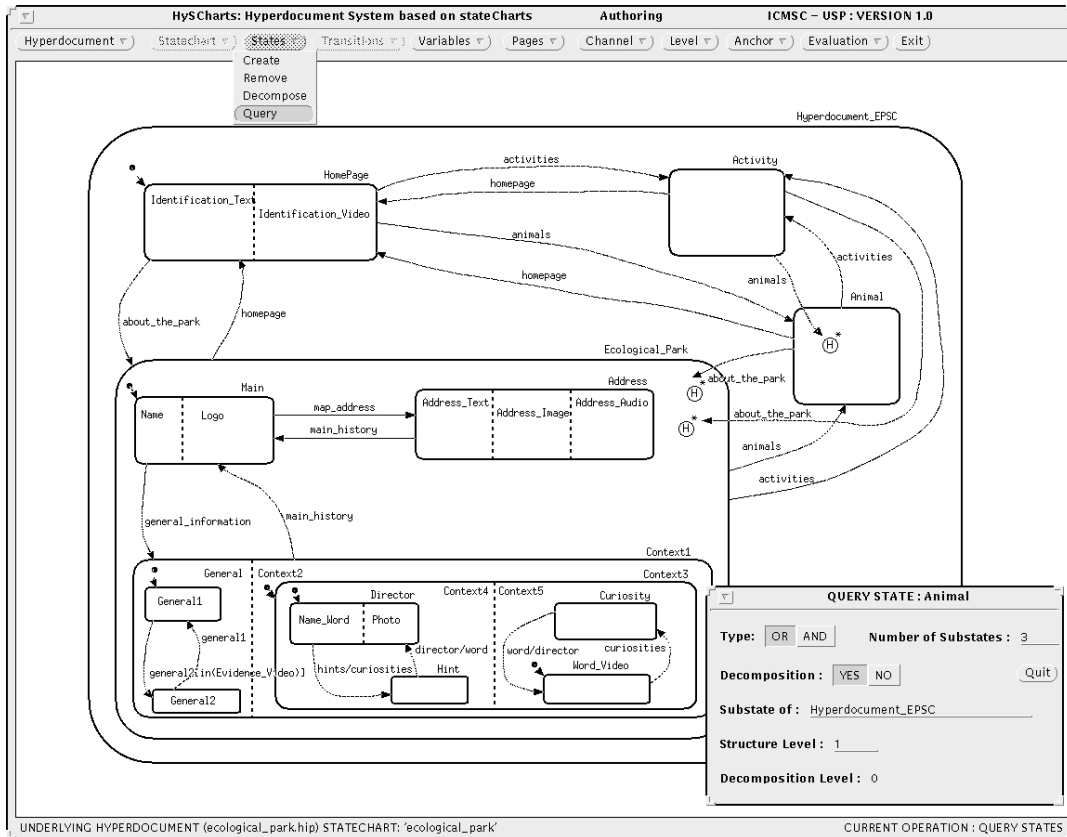 HySCharts: Hyperdocument System based on stateCharts Authoring ICMSC – USP : VERSION 1.0
Hyperdocument Statechart States Transitions Variables Pages Channel Level Anchor Evaluation Exit
Create
Remove
Decompose
Query
Hyperdocument_EPSC
activities
Activity
HomePage
homepage
Identification_Text
Identification_Video
animals
activities
homepage
animals
Animal
H*
about_the_park
homepage
Ecological_Park
about_the_park
H*
Main
Address
Name
Logo
map_address
main_history
Address_Text
Address_Image
Address_Audio
about_the_park
H*
animals
activities
general_information
main_history
Context1
General
Context2
Context3
General1
Director
Context4
Context5
Curiosity
Name_Word
Photo
general1
director/word
word/director
curiosities
hints/curiosities
Hint
Word_Video
general2[in(Evidence_Video)]
General2
QUERY STATE : Animal
Type: OR AND Number of Substates : 3
Decomposition : YES NO Quit
Substate of : Hyperdocument_EPSC
Structure Level : 1
Decomposition Level : 0
UNDERLYING HYPERDOCUMENT (ecological_park.hip) STATECHART: 'ecological_park' CURRENT OPERATION : QUERY STATES